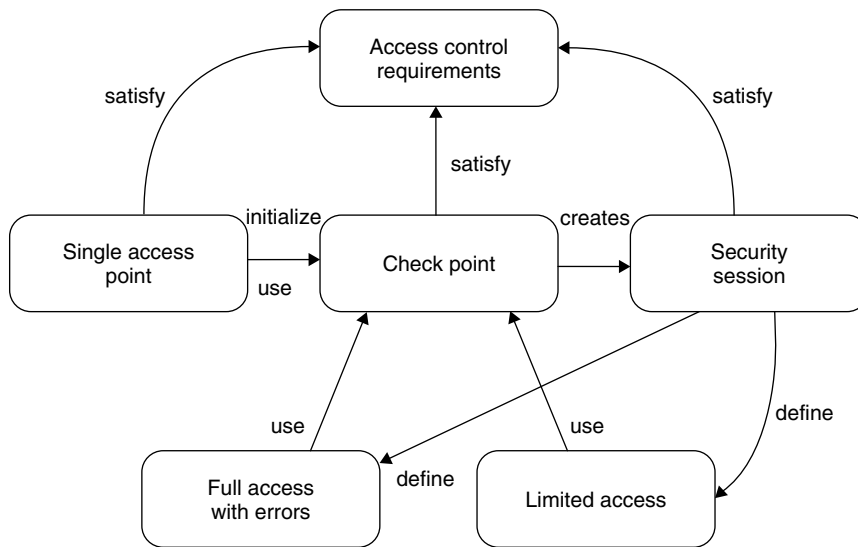 Access control
requirements
satisfy
satisfy
satisfy
initialize
creates
Single access
point
Check point
Security
session
use
use
use
define
define
Full access
with errors
Limited access